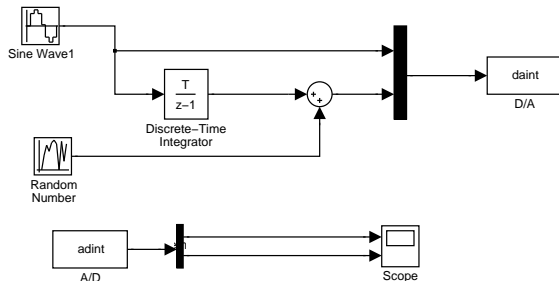 Sine Wave1
T
z−1
Discrete−Time
Integrator
+
+
daint
D/A
Random
Number
adint
A/D
Scope